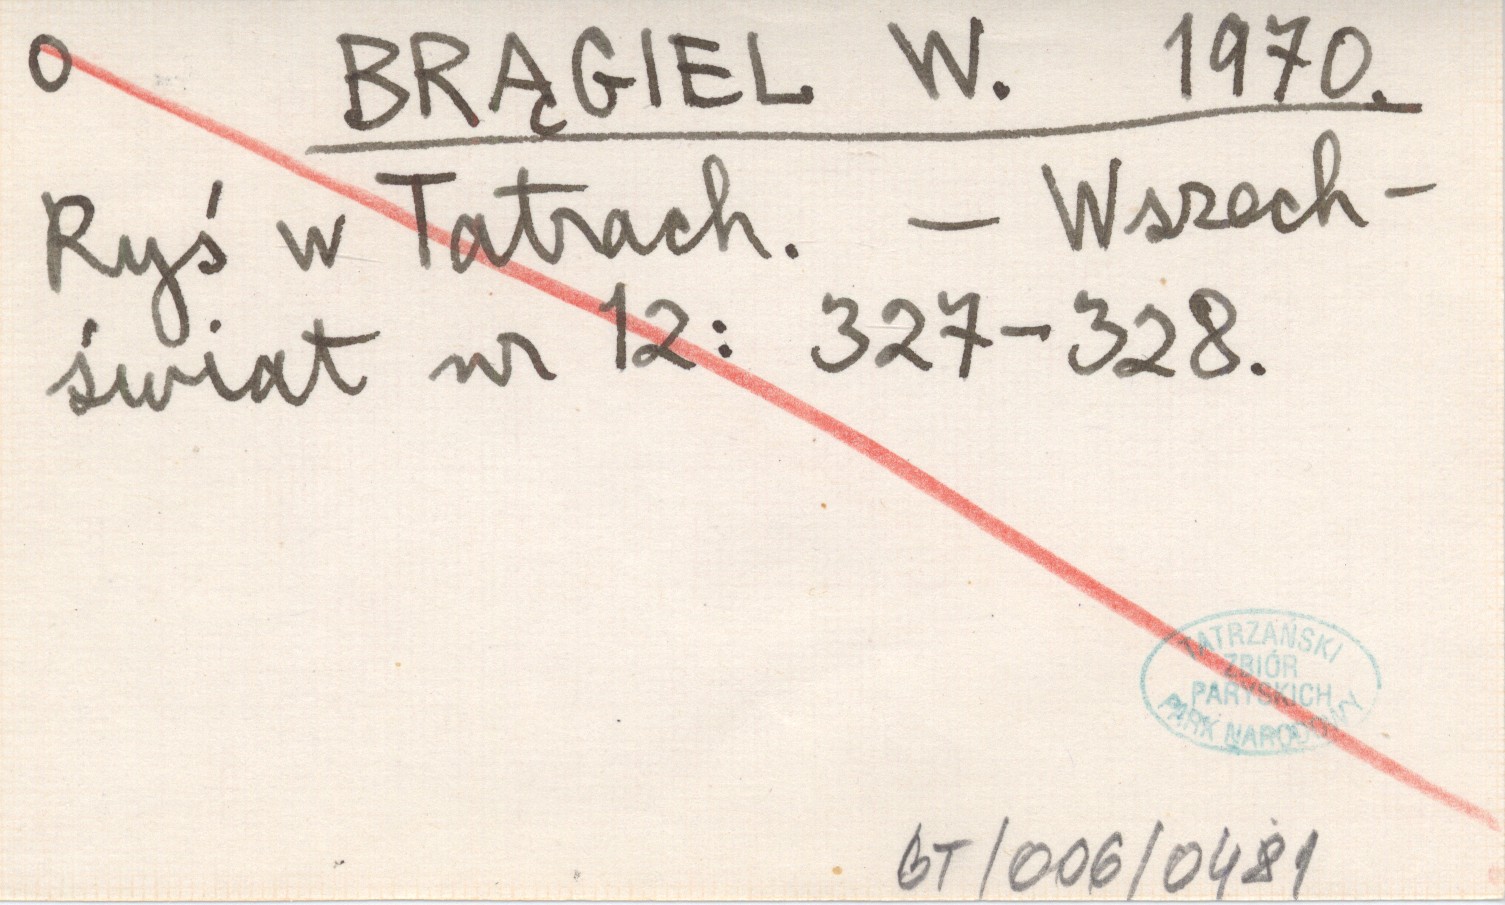 O BRĄGIEL W. 1970.
Ryś w Tatrach. — Wszech-
świat nr 12: 327-328.
TATRZAŃSKI
ZBIÓR
PARYSKICH
PARK NARODOWY
BT/006/0481